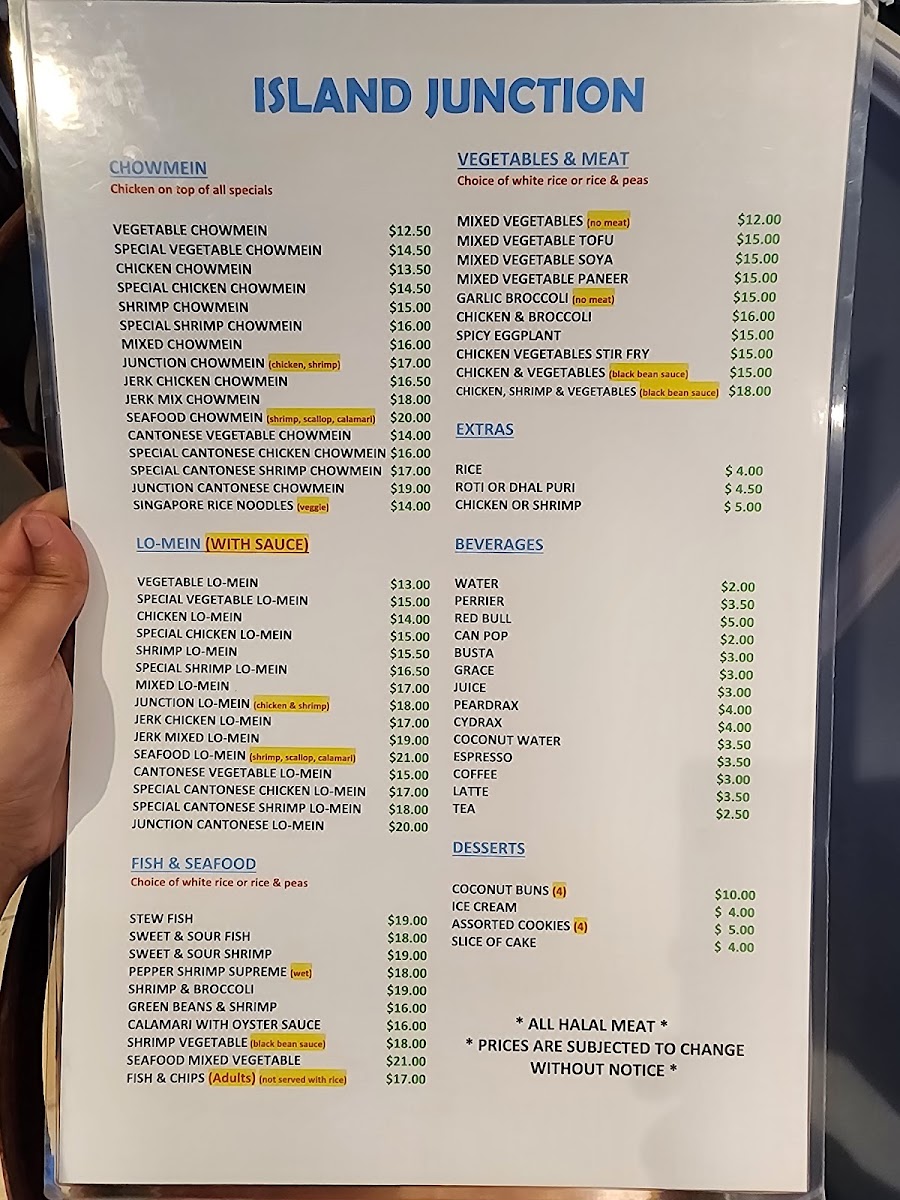 ISLAND JUNCTION
CHOWMEIN
Chicken on top of all specials
VEGETABLE CHOWMEIN $12.50
SPECIAL VEGETABLE CHOWMEIN $14.50
CHICKEN CHOWMEIN $13.50
SPECIAL CHICKEN CHOWMEIN $14.50
SHRIMP CHOWMEIN $15.00
SPECIAL SHRIMP CHOWMEIN $16.00
MIXED CHOWMEIN $16.00
JUNCTION CHOWMEIN (chicken, shrimp) $17.00
JERK CHICKEN CHOWMEIN $16.50
JERK MIX CHOWMEIN $18.00
SEAFOOD CHOWMEIN (shrimp, scallop, calamari) $20.00
CANTONESE VEGETABLE CHOWMEIN $14.00
SPECIAL CANTONESE CHICKEN CHOWMEIN $16.00
SPECIAL CANTONESE SHRIMP CHOWMEIN $17.00
JUNCTION CANTONESE CHOWMEIN $19.00
SINGAPORE RICE NOODLES (veggie) $14.00
LO-MEIN (WITH SAUCE)
VEGETABLE LO-MEIN $13.00
SPECIAL VEGETABLE LO-MEIN $15.00
CHICKEN LO-MEIN $14.00
SPECIAL CHICKEN LO-MEIN $15.00
SHRIMP LO-MEIN $15.50
SPECIAL SHRIMP LO-MEIN $16.50
MIXED LO-MEIN $17.00
JUNCTION LO-MEIN (chicken & shrimp) $18.00
JERK CHICKEN LO-MEIN $17.00
JERK MIXED LO-MEIN $19.00
SEAFOOD LO-MEIN (shrimp, scallop, calamari) $21.00
CANTONESE VEGETABLE LO-MEIN $15.00
SPECIAL CANTONESE CHICKEN LO-MEIN $17.00
SPECIAL CANTONESE SHRIMP LO-MEIN $18.00
JUNCTION CANTONESE LO-MEIN $20.00
FISH & SEAFOOD
Choice of white rice or rice & peas
STEW FISH $19.00
SWEET & SOUR FISH $18.00
SWEET & SOUR SHRIMP $19.00
PEPPER SHRIMP SUPREME (wet) $18.00
SHRIMP & BROCCOLI $19.00
GREEN BEANS & SHRIMP $16.00
CALAMARI WITH OYSTER SAUCE $16.00
SHRIMP VEGETABLE (black bean sauce) $18.00
SEAFOOD MIXED VEGETABLE $21.00
FISH & CHIPS (Adults) (not served with rice) $17.00
VEGETABLES & MEAT
Choice of white rice or rice & peas
MIXED VEGETABLES (no meat) $12.00
MIXED VEGETABLE TOFU $15.00
MIXED VEGETABLE SOYA $15.00
MIXED VEGETABLE PANEER $15.00
GARLIC BROCCOLI (no meat) $15.00
CHICKEN & BROCCOLI $16.00
SPICY EGGPLANT $15.00
CHICKEN VEGETABLES STIR FRY $15.00
CHICKEN & VEGETABLES (black bean sauce) $15.00
CHICKEN, SHRIMP & VEGETABLES (black bean sauce) $18.00
EXTRAS
RICE $ 4.00
ROTI OR DHAL PURI $ 4.50
CHICKEN OR SHRIMP $ 5.00
BEVERAGES
WATER $2.00
PERRIER $3.50
RED BULL $5.00
CAN POP $2.00
BUSTA $3.00
GRACE $3.00
JUICE $3.00
PEARDRAX $4.00
CYDRAX $4.00
COCONUT WATER $3.50
ESPRESSO $3.50
COFFEE $3.00
LATTE $3.50
TEA $2.50
DESSERTS
COCONUT BUNS (4) $10.00
ICE CREAM $ 4.00
ASSORTED COOKIES (4) $ 5.00
SLICE OF CAKE $ 4.00
* ALL HALAL MEAT *
* PRICES ARE SUBJECTED TO CHANGE
WITHOUT NOTICE *